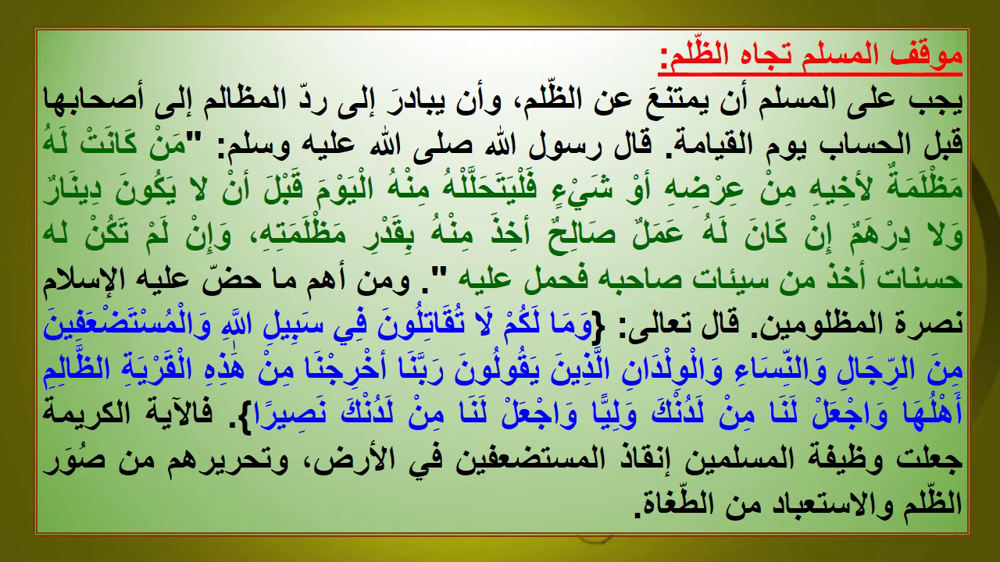 موقف المسلم تجاه الظّلم:
يجب على المسلم أن يمتنعَ عن الظّلم، وأن يبادرَ إلى ردّ المظالم إلى أصحابها
قبل الحساب يوم القيامة. قال رسول الله صلى الله عليه وسلم: "مَنْ كَانَتْ لَهُ
مَظْلَمَةٌ لأخِيهِ مِنْ عِرْضِهِ أوْ شَيْءٍ فَلْيَتَحَلَّلْهُ مِنْهُ الْيَوْمَ قَبْلَ أنْ لا يَكُونَ دِينَارٌ
وَلا دِرْهَمٌ إنْ كَانَ لَهُ عَمَلٌ صَالِحٌ أخِذَ مِنْهُ بِقَدْرِ مَظْلَمَتِهِ، وَإنْ لَمْ تَكُنْ له
حسنات أخذ من سيئات صاحبه فحمل عليه ". ومن أهم ما حضّ عليه الإسلام
نصرة المظلومين. قال تعالى: {وَمَا لَكُمْ لَا تُقَاتِلُونَ فِي سَبِيلِ اللَّهِ وَالْمُسْتَضْعَفِينَ
مِنَ الرِّجَالِ وَالنِّسَاءِ وَالْوِلْدَانِ الَّذِينَ يَقُولُونَ رَبَّنَا أخْرِجْنَا مِنْ هَٰذِهِ الْقَرْيَةِ الظَّالِمِ
أَهْلُهَا وَاجْعَلْ لَنَا مِنْ لَدُنْكَ وَلِيًّا وَاجْعَلْ لَنَا مِنْ لَدُنْكَ نَصِيرًا}. فالآية الكريمة
جعلت وظيفة المسلمين إنقاذ المستضعفين في الأرض، وتحريرهم من صُوَر
الظّلم والاستعباد من الطّغاة.